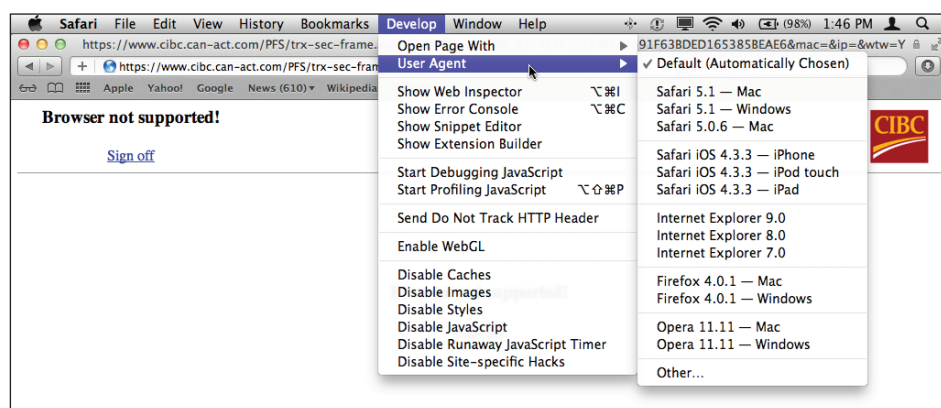 Safari File Edit View History Bookmarks Develop Window Help (98%) 1:46 PM
https://www.cibc.can-act.com/PFS/trx-sec-frame. 91F63BDED165385BEAE6&mac=&ip=&wtw=Y
https://www.cibc.can-act.com/PFS/trx-sec-fran
Apple Yahoo! Google News (610)▾ Wikipedia
Browser not supported!
Sign off
CIBC
Open Page With ▶
User Agent ▶
Show Web Inspector ⌥⌘I
Show Error Console ⌥⌘C
Show Snippet Editor
Show Extension Builder
Start Debugging JavaScript
Start Profiling JavaScript ⌥⇧⌘P
Send Do Not Track HTTP Header
Enable WebGL
Disable Caches
Disable Images
Disable Styles
Disable JavaScript
Disable Runaway JavaScript Timer
Disable Site-specific Hacks
✓ Default (Automatically Chosen)
Safari 5.1 — Mac
Safari 5.1 — Windows
Safari 5.0.6 — Mac
Safari iOS 4.3.3 — iPhone
Safari iOS 4.3.3 — iPod touch
Safari iOS 4.3.3 — iPad
Internet Explorer 9.0
Internet Explorer 8.0
Internet Explorer 7.0
Firefox 4.0.1 — Mac
Firefox 4.0.1 — Windows
Opera 11.11 — Mac
Opera 11.11 — Windows
Other...